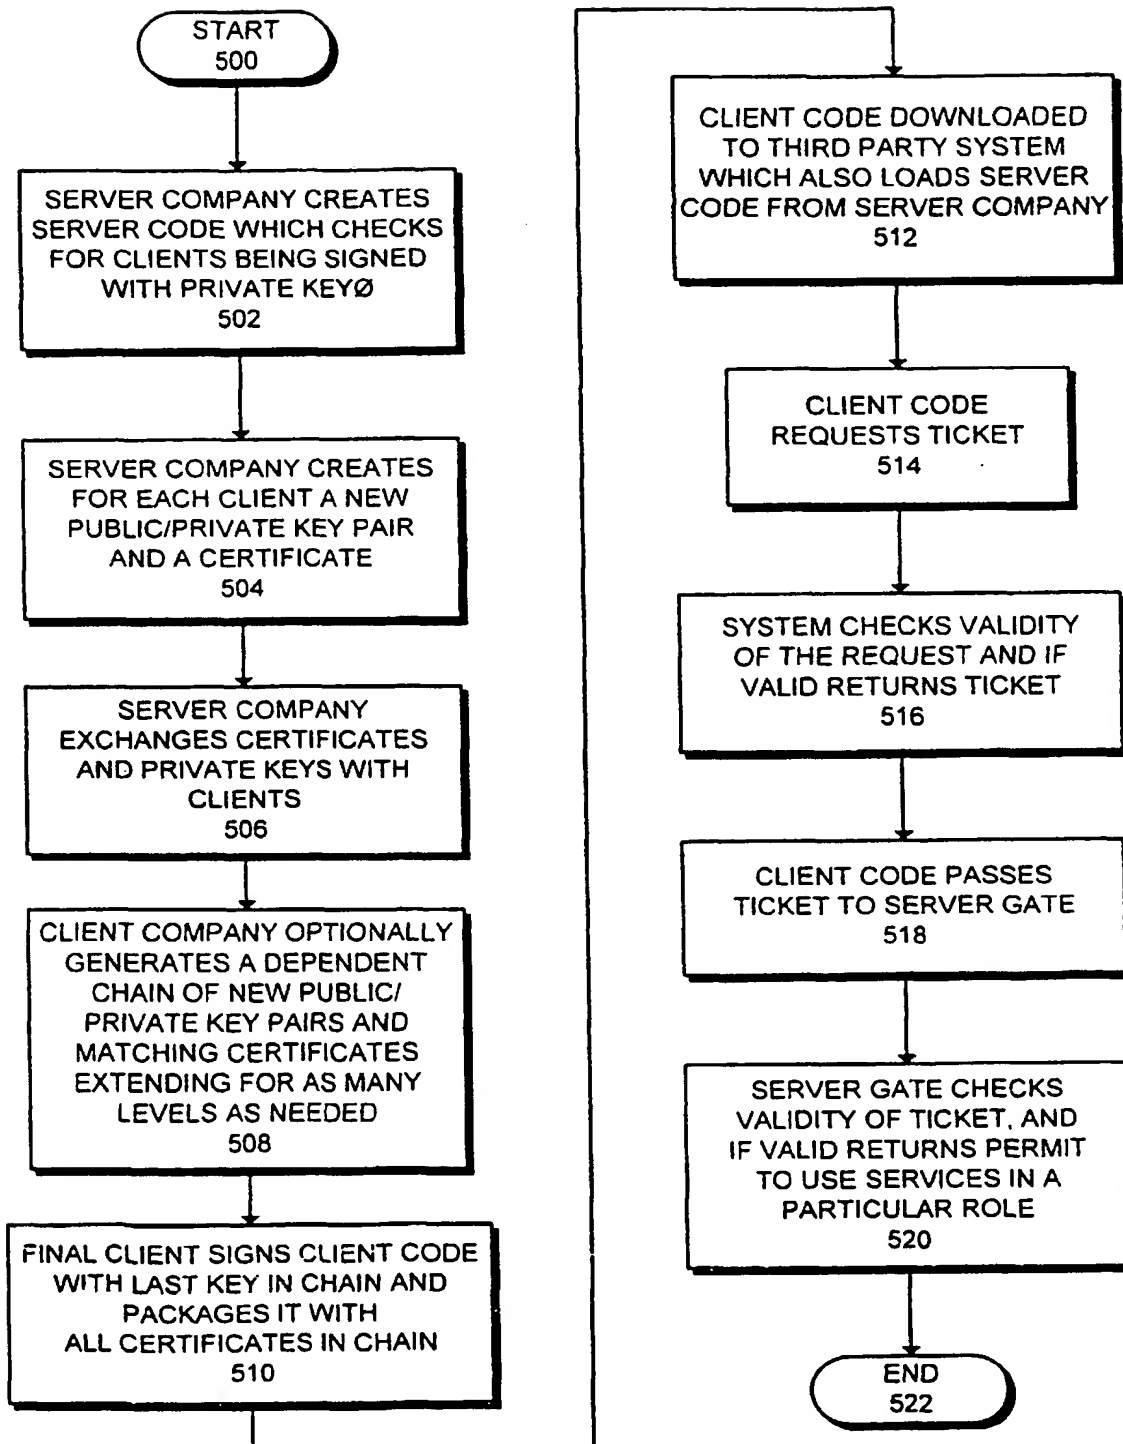 START
500
SERVER COMPANY CREATES
SERVER CODE WHICH CHECKS
FOR CLIENTS BEING SIGNED
WITH PRIVATE KEYØ
502
SERVER COMPANY CREATES
FOR EACH CLIENT A NEW
PUBLIC/PRIVATE KEY PAIR
AND A CERTIFICATE
504
SERVER COMPANY
EXCHANGES CERTIFICATES
AND PRIVATE KEYS WITH
CLIENTS
506
CLIENT COMPANY OPTIONALLY
GENERATES A DEPENDENT
CHAIN OF NEW PUBLIC/
PRIVATE KEY PAIRS AND
MATCHING CERTIFICATES
EXTENDING FOR AS MANY
LEVELS AS NEEDED
508
FINAL CLIENT SIGNS CLIENT CODE
WITH LAST KEY IN CHAIN AND
PACKAGES IT WITH
ALL CERTIFICATES IN CHAIN
510
CLIENT CODE DOWNLOADED
TO THIRD PARTY SYSTEM
WHICH ALSO LOADS SERVER
CODE FROM SERVER COMPANY
512
CLIENT CODE
REQUESTS TICKET
514
SYSTEM CHECKS VALIDITY
OF THE REQUEST AND IF
VALID RETURNS TICKET
516
CLIENT CODE PASSES
TICKET TO SERVER GATE
518
SERVER GATE CHECKS
VALIDITY OF TICKET, AND
IF VALID RETURNS PERMIT
TO USE SERVICES IN A
PARTICULAR ROLE
520
END
522